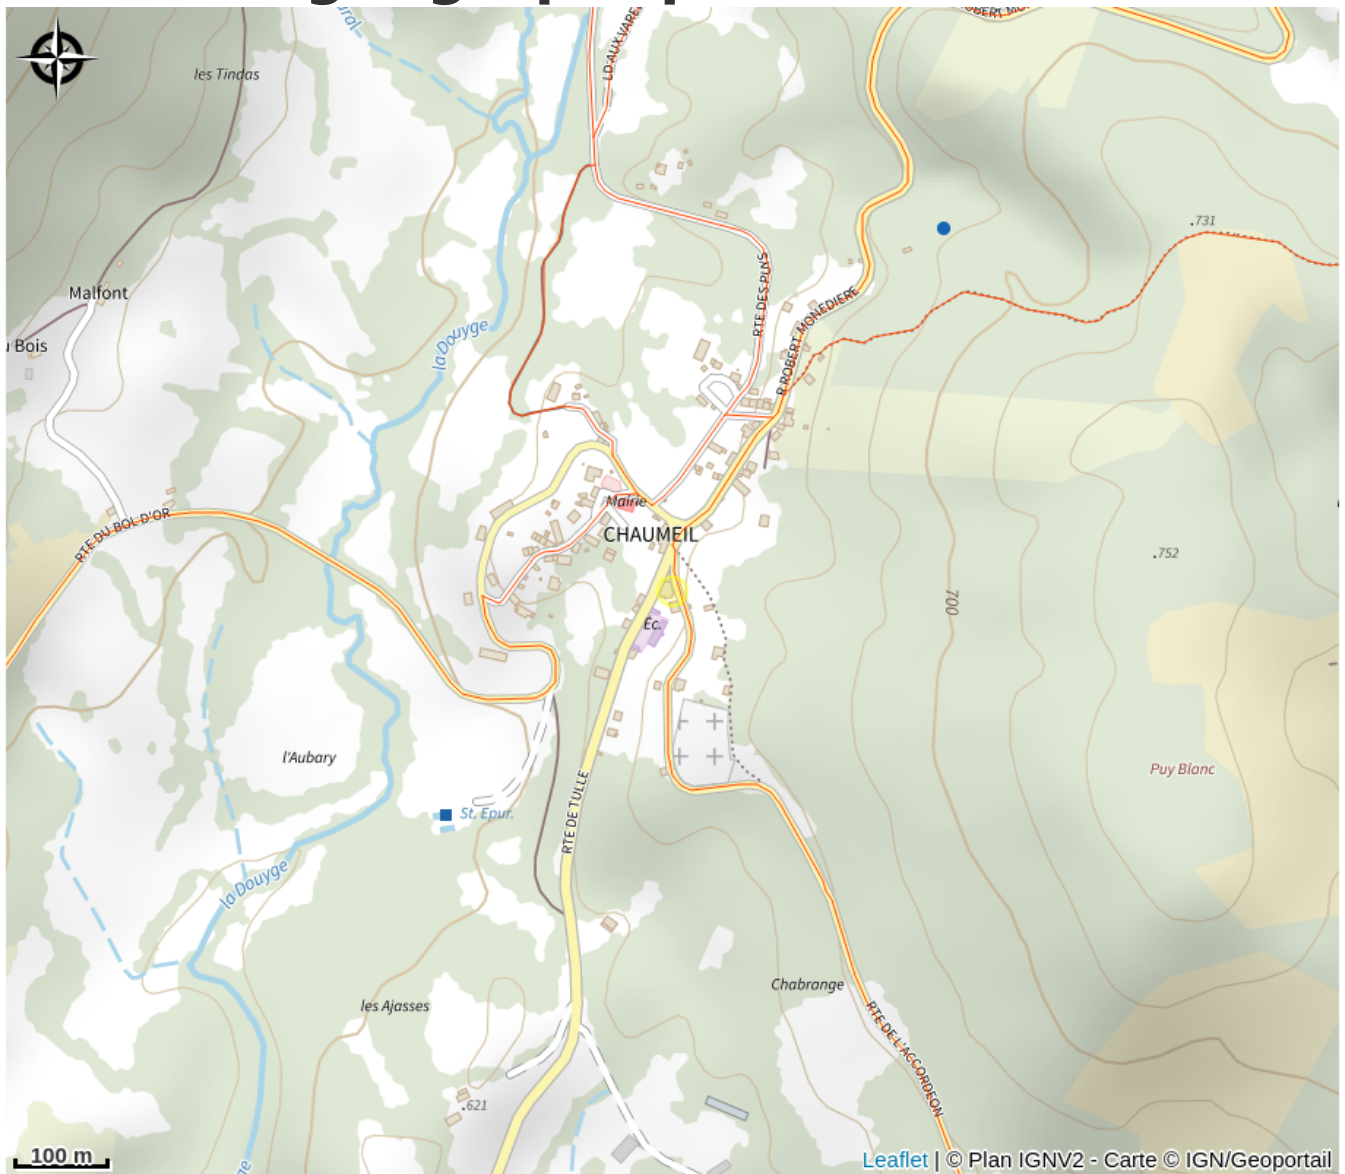 ROBERT MO
LD AUX VARE
les Tindas
.731
RTE DES PINS
Malfont
R ROBERT MONEDIERE
la Douyge
u Bois
Mairie
RTE DU BOL D'OR
CHAUMEIL
.752
700
Ec.
l'Aubary
Puy Blanc
St. Epur.
RTE DE TULLE
la Douyge
Chabrange
les Ajasses
RTE DE L'ACCORDEON
.621
100 m
Leaflet | © Plan IGNV2 - Carte © IGN/Geoportail